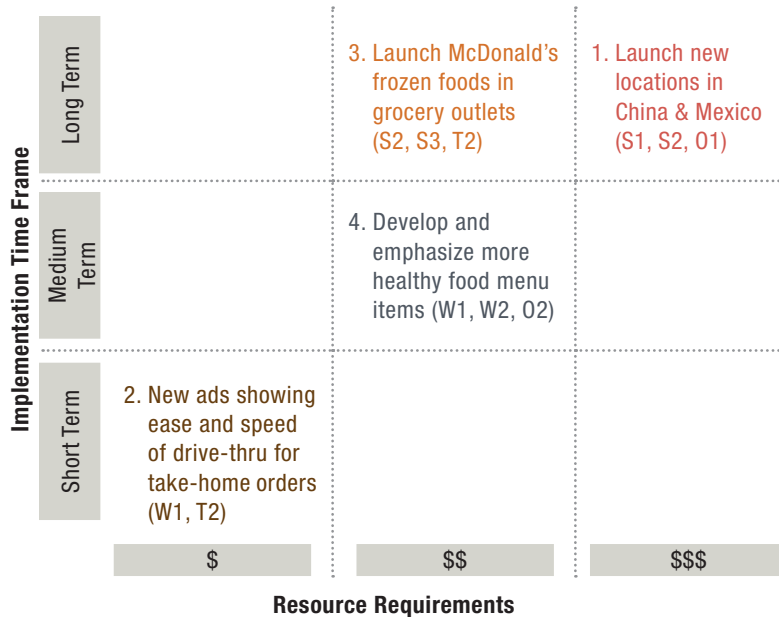 Implementation Time Frame
Long Term
3. Launch McDonald’s
frozen foods in
grocery outlets
(S2, S3, T2)
1. Launch new
locations in
China & Mexico
(S1, S2, O1)
Medium
Term
4. Develop and
emphasize more
healthy food menu
items (W1, W2, O2)
Short Term
2. New ads showing
ease and speed
of drive-thru for
take-home orders
(W1, T2)
$
$$
$$$
Resource Requirements